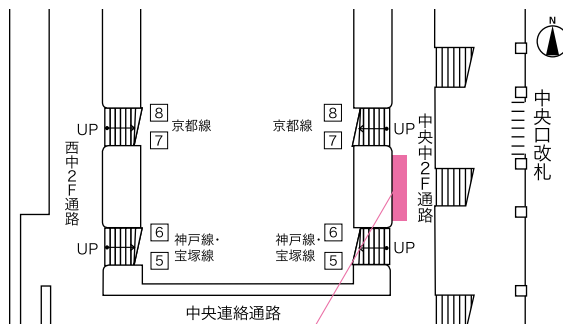 N
8
京都線
UP
7
西中2F通路
8
京都線
UP
7
中央中2F通路
中央口改札
6
神戸線・
宝塚線
UP
5
6
神戸線・
宝塚線
UP
5
中央連絡通路